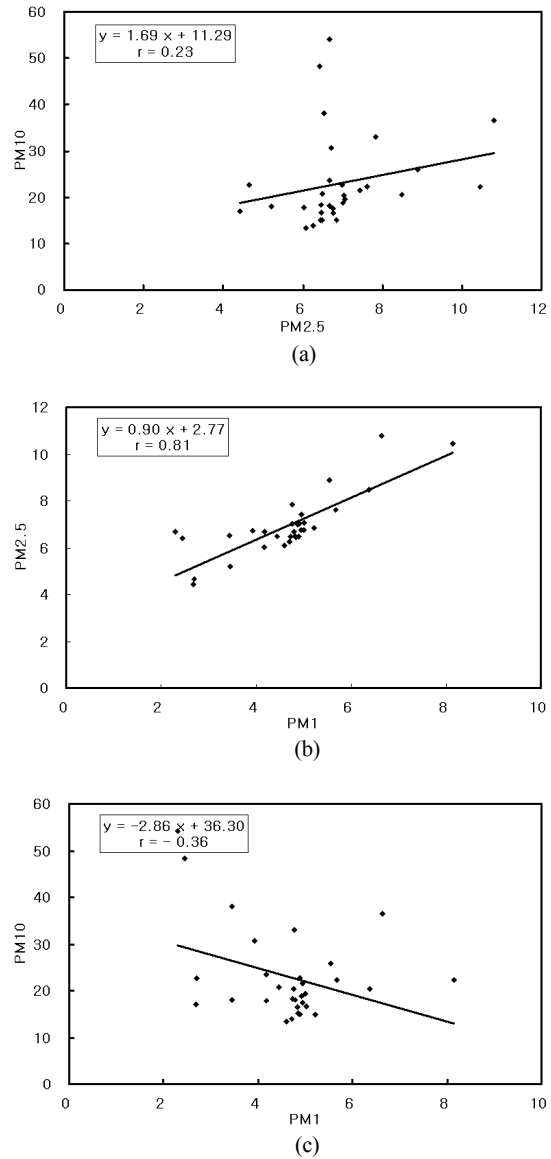 60
y = 1.69 x + 11.29
r = 0.23
50
40
PM10
30
20
10
0
0 2 4 6 8 10 12
PM2.5
(a)
12
y = 0.90 x + 2.77
r = 0.81
10
8
PM2.5
6
4
2
0
0 2 4 6 8 10
PM1
(b)
60
y = −2.86 x + 36.30
r = − 0.36
50
40
PM10
30
20
10
0
0 2 4 6 8 10
PM1
(c)